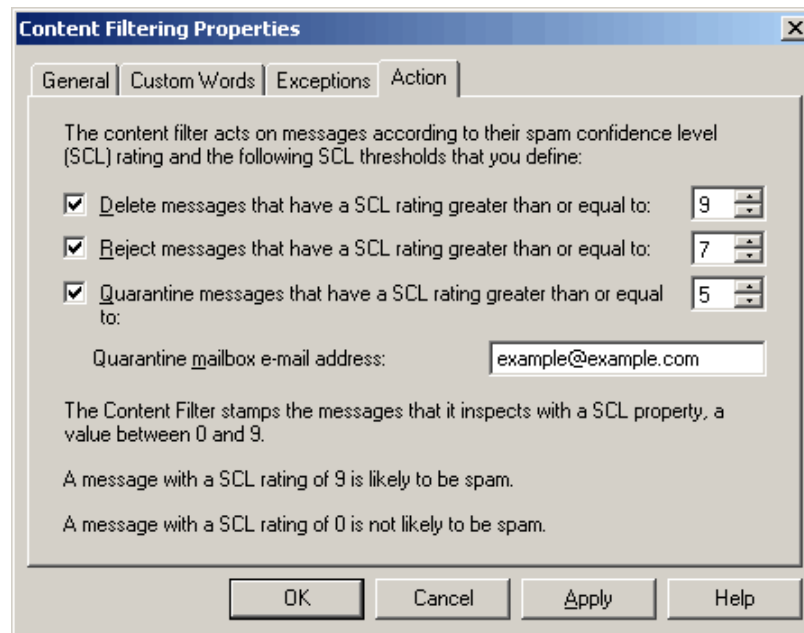 Content Filtering Properties
General Custom Words Exceptions Action
The content filter acts on messages according to their spam confidence level
(SCL) rating and the following SCL thresholds that you define:
Delete messages that have a SCL rating greater than or equal to: 9
Reject messages that have a SCL rating greater than or equal to: 7
Quarantine messages that have a SCL rating greater than or equal 5
to:
Quarantine mailbox e-mail address: example@example.com
The Content Filter stamps the messages that it inspects with a SCL property, a
value between 0 and 9.
A message with a SCL rating of 9 is likely to be spam.
A message with a SCL rating of 0 is not likely to be spam.
OK Cancel Apply Help